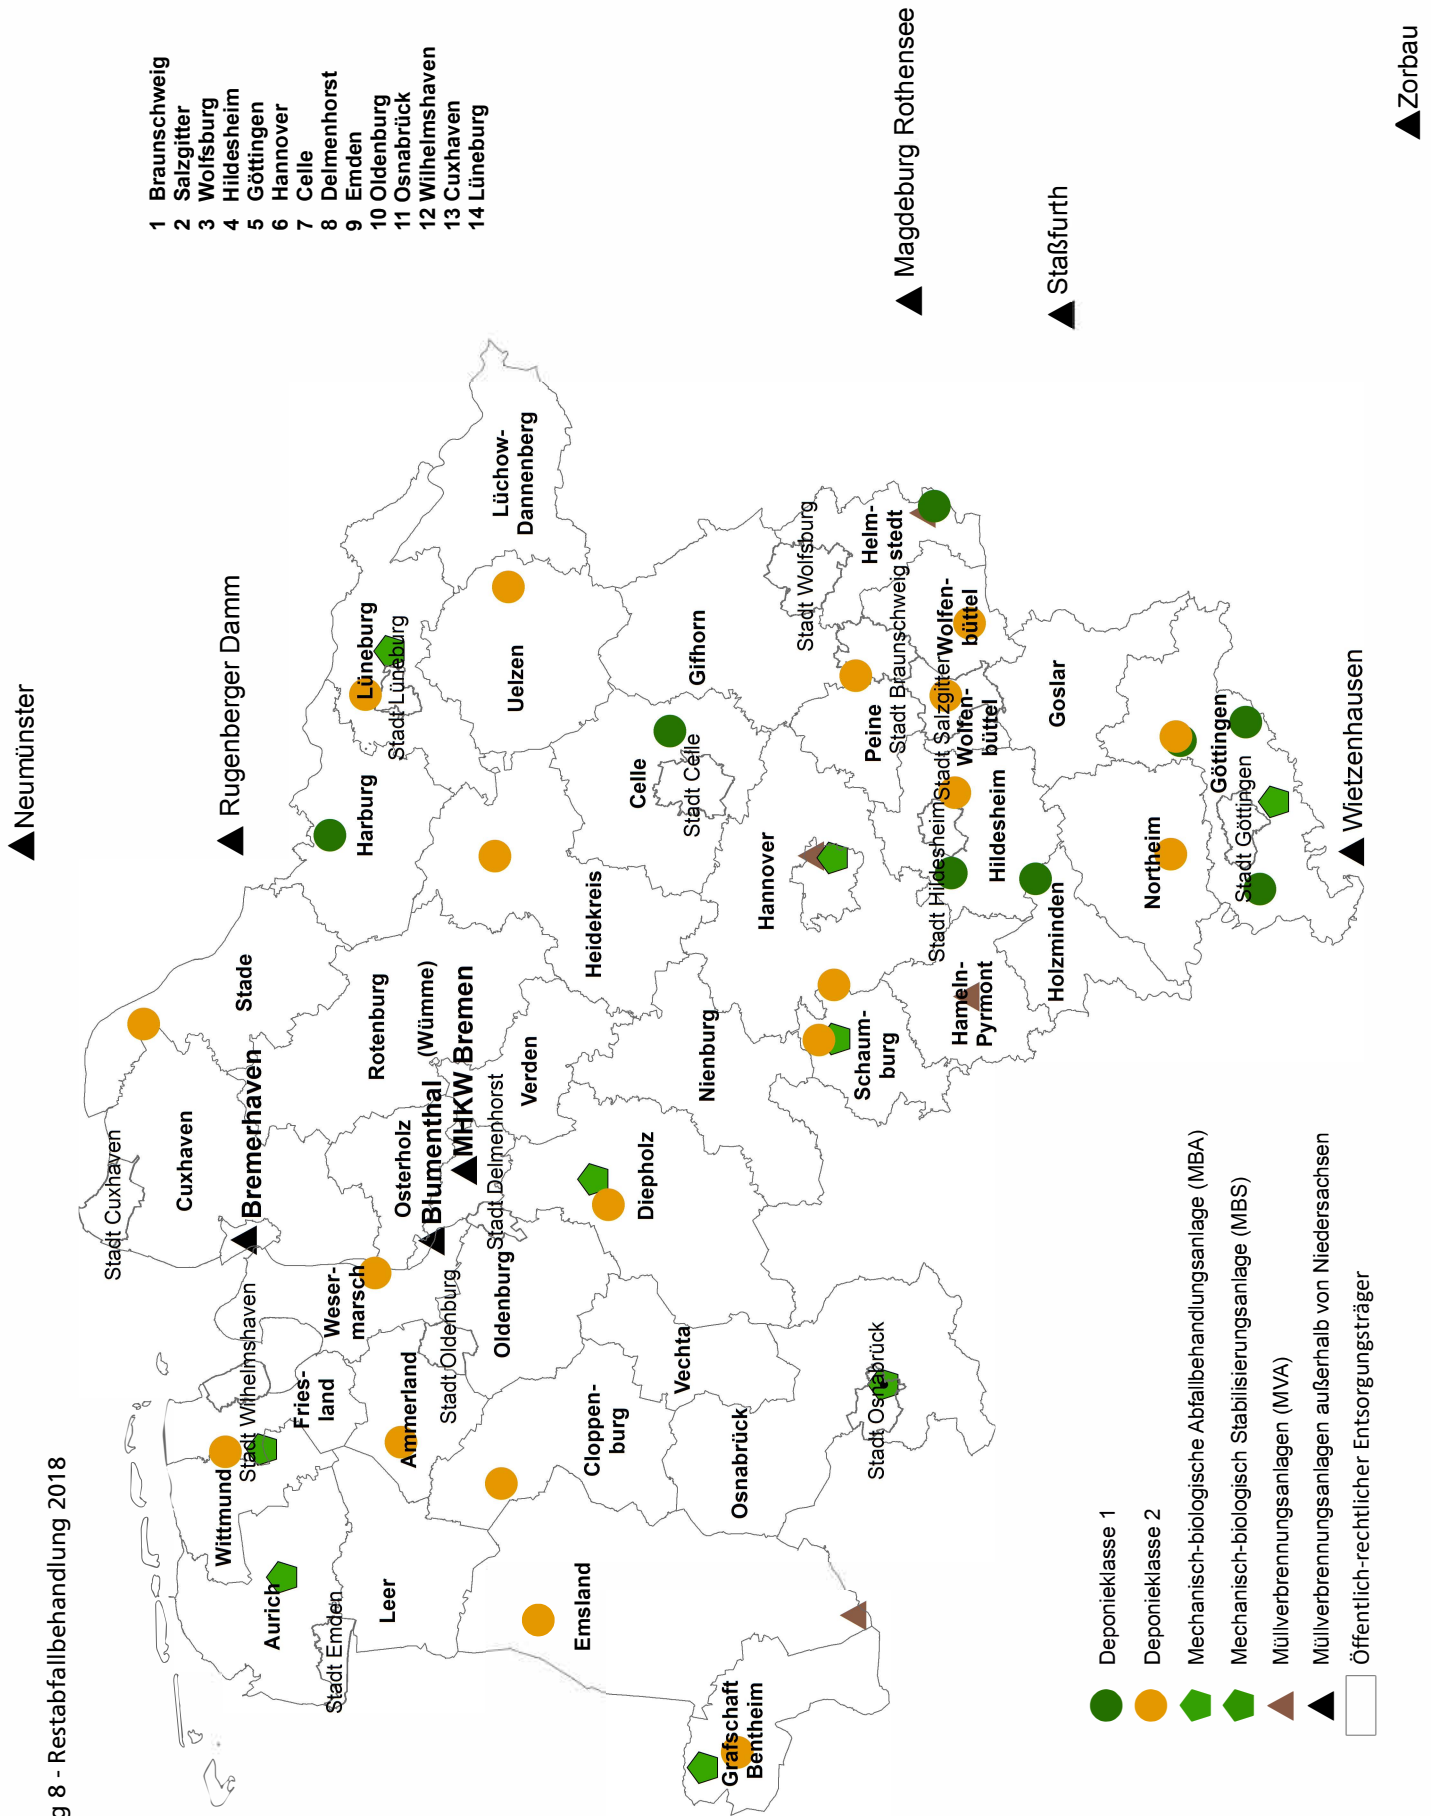 g 8 - Restabfallbehandlung 2018
Neumünster
Rugenberger Damm
1 Braunschweig
2 Salzgitter
3 Wolfsburg
4 Hildesheim
5 Göttingen
6 Hannover
7 Celle
8 Delmenhorst
9 Emden
10 Oldenburg
11 Osnabrück
12 Wilhelmshaven
13 Cuxhaven
14 Lüneburg
Magdeburg Rothensee
Staßfurth
Zorbau
Wietzenhausen
Stadt Cuxhaven
Cuxhaven
Bremerhaven
Stade
Harburg
Lüneburg
Stadt Lüneburg
Lüchow-
Dannenberg
Uelzen
Wittmund
Stadt Wilhelmshaven
Aurich
Fries-
land
Stadt Emden
Leer
Weser-
marsch
Ammerland
Osterholz
Blumenthal
MHKW Bremen
Rotenburg
(Wümme)
Stadt Oldenburg
Oldenburg
Stadt Delmenhorst
Verden
Heidekreis
Celle
Stadt Celle
Gifhorn
Emsland
Cloppen-
burg
Vechta
Diepholz
Nienburg
Hannover
Osnabrück
Stadt Osnabrück
Grafschaft
Bentheim
Schaum-
burg
Peine
Stadt Wolfsburg
Helm-
stedt
Stadt Braunschweig
Stadt Hildesheim
Stadt Salzgitter
Wolfen-
büttel
Wolfen-
büttel
Hildesheim
Hameln-
Pyrmont
Holzminden
Goslar
Northeim
Göttingen
Stadt Göttingen
Deponieklasse 1
Deponieklasse 2
Mechanisch-biologische Abfallbehandlungsanlage (MBA)
Mechanisch-biologisch Stabilisierungsanlage (MBS)
Müllverbrennungsanlagen (MVA)
Müllverbrennungsanlagen außerhalb von Niedersachsen
Öffentlich-rechtlicher Entsorgungsträger